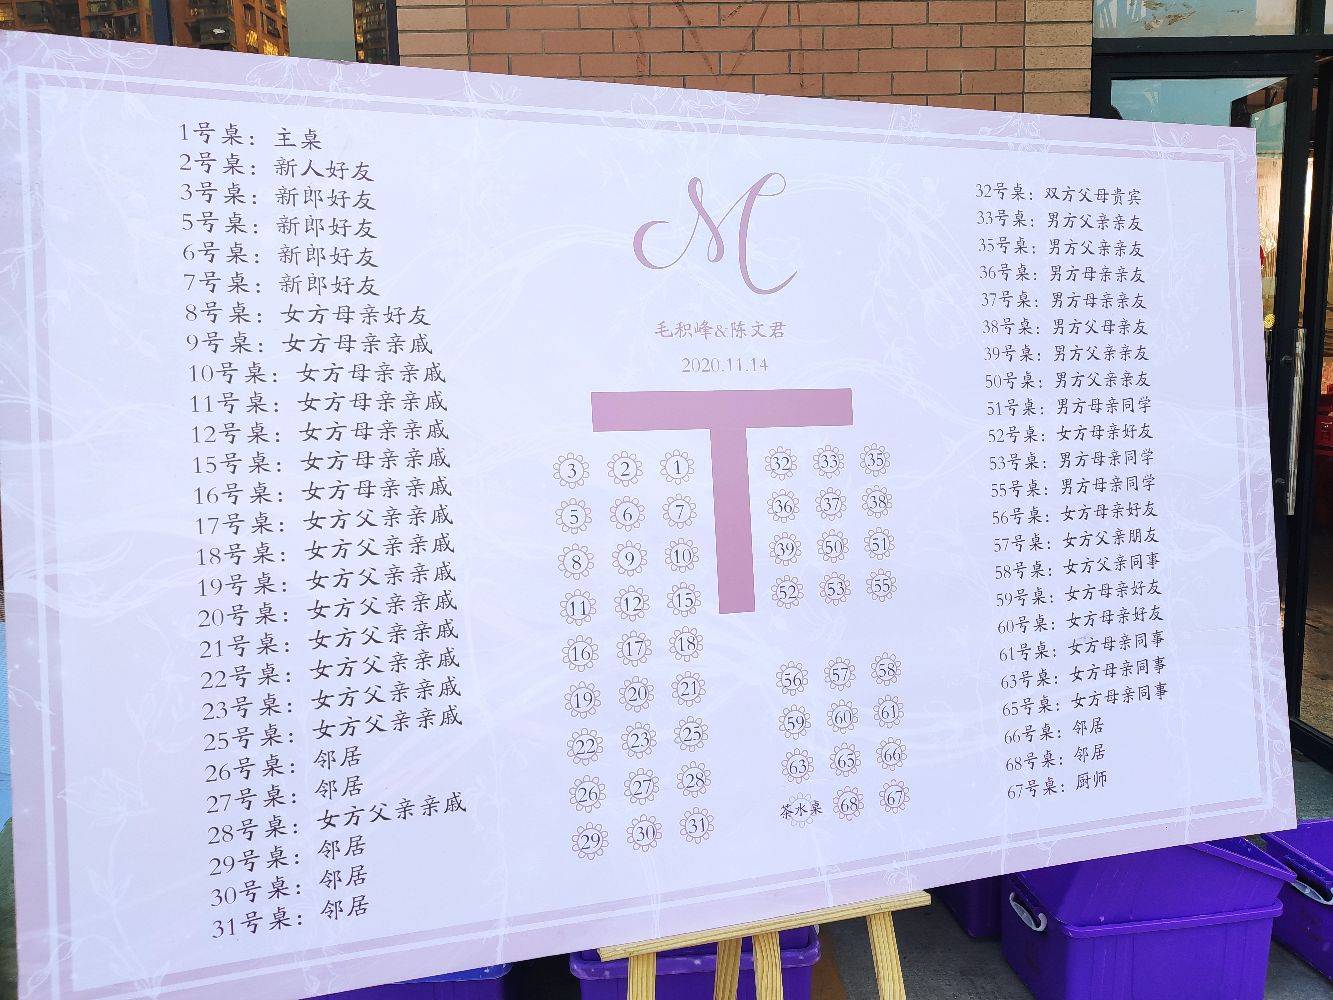 1号桌：主桌
2号桌：新人好友
3号桌：新郎好友
5号桌：新郎好友
6号桌：新郎好友
7号桌：新郎好友
8号桌：女方母亲好友
9号桌：女方母亲亲戚
10号桌：女方母亲亲戚
11号桌：女方母亲亲戚
12号桌：女方母亲亲戚
15号桌：女方母亲亲戚
16号桌：女方母亲亲戚
17号桌：女方父亲亲戚
18号桌：女方父亲亲戚
19号桌：女方父亲亲戚
20号桌：女方父亲亲戚
21号桌：女方父亲亲戚
22号桌：女方父亲亲戚
23号桌：女方父亲亲戚
25号桌：女方父亲亲戚
26号桌：邻居
27号桌：邻居
28号桌：女方父亲亲戚
29号桌：邻居
30号桌：邻居
31号桌：邻居
M
毛积峰&陈文君
2020.11.14
3 2 1 32 33 35
5 6 7 36 37 38
8 9 10 39 50 51
11 12 15 52 53 55
16 17 18
19 20 21 56 57 58
22 23 25 59 60 61
26 27 28 63 65 66
29 30 31 茶水桌 68 67
32号桌：双方父母贵宾
33号桌：男方父亲亲友
35号桌：男方父亲亲友
36号桌：男方母亲亲友
37号桌：男方母亲亲友
38号桌：男方父母亲友
39号桌：男方父亲亲友
50号桌：男方父亲亲友
51号桌：男方母亲同学
52号桌：女方母亲好友
53号桌：男方母亲同学
55号桌：男方母亲同学
56号桌：女方母亲好友
57号桌：女方父亲朋友
58号桌：女方父亲同事
59号桌：女方母亲好友
60号桌：女方母亲好友
61号桌：女方母亲同事
63号桌：女方母亲同事
65号桌：女方母亲同事
66号桌：邻居
68号桌：邻居
67号桌：厨师